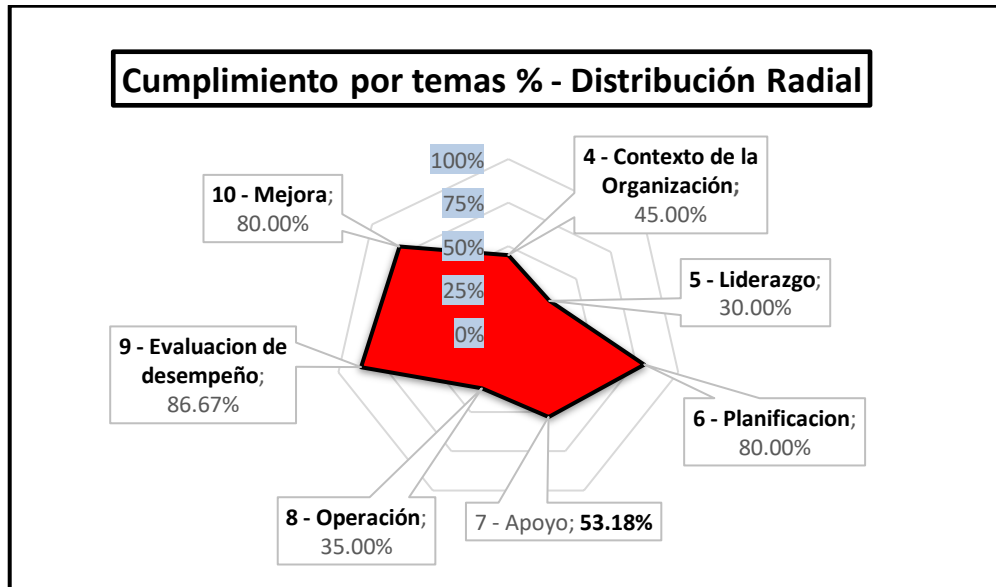 Cumplimiento por temas % - Distribución Radial
100%
75%
50%
25%
0%
4 - Contexto de la
Organización;
45.00%
5 - Liderazgo;
30.00%
6 - Planificacion;
80.00%
7 - Apoyo; 53.18%
8 - Operación;
35.00%
9 - Evaluacion de
desempeño;
86.67%
10 - Mejora;
80.00%